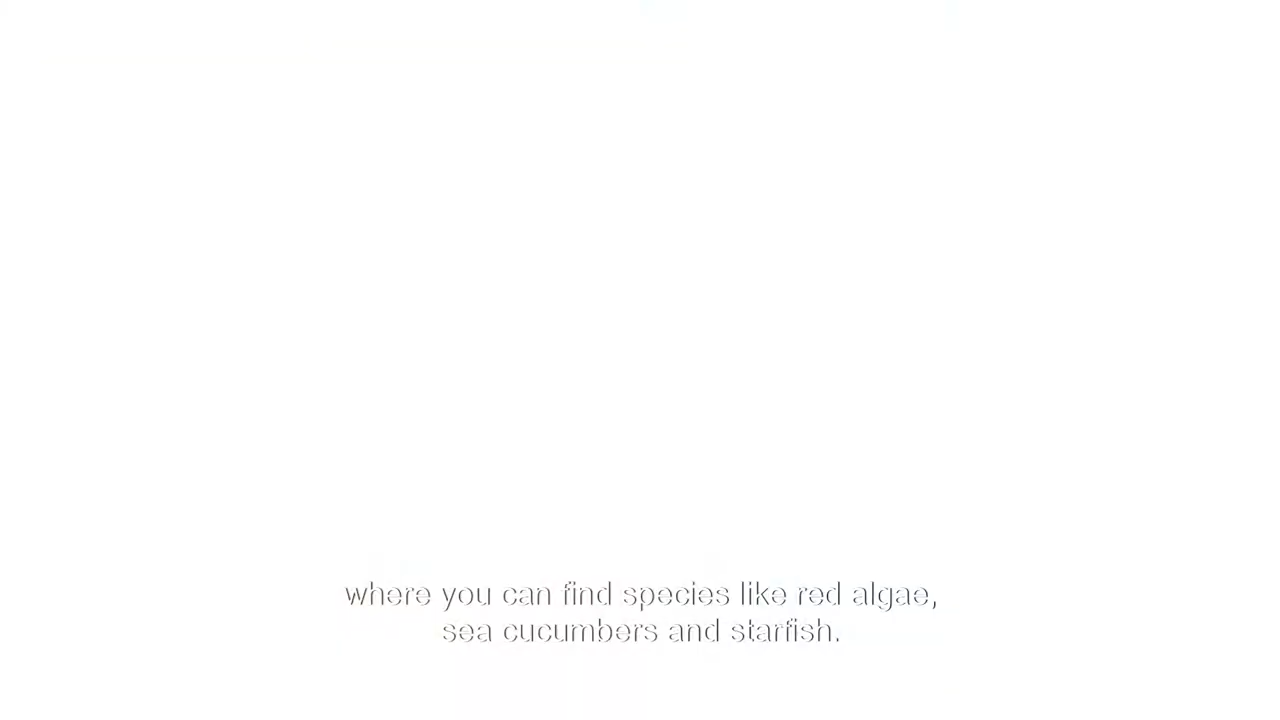 where you can find species like red algae,
sea cucumbers and starfish.